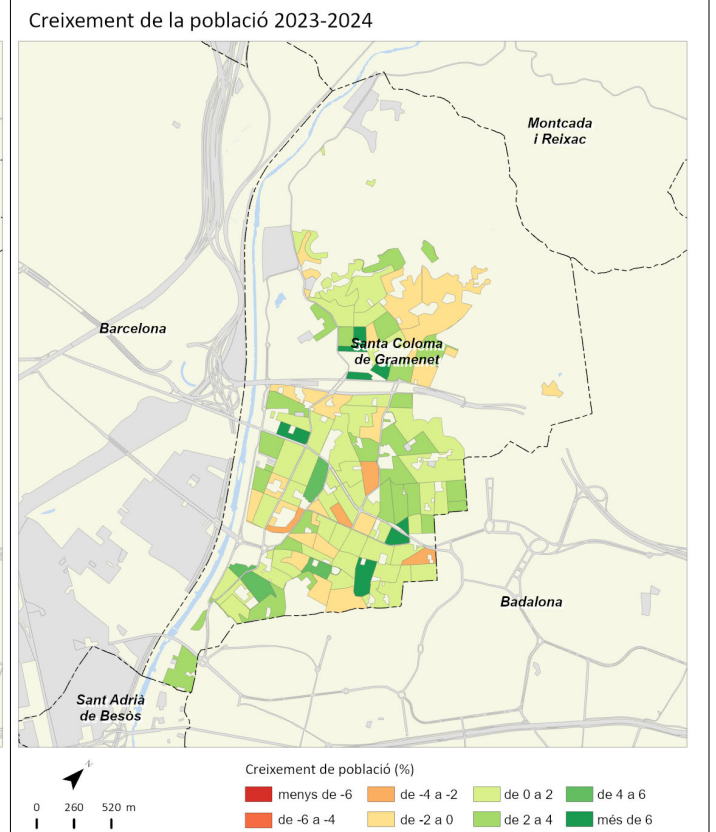 Creixement de la població 2023-2024
Montcada
i Reixac
Barcelona
Santa Coloma
de Gramenet
Badalona
Sant Adrià
de Besòs
N
0 260 520 m
Creixement de població (%)
menys de -6
de -4 a -2
de 0 a 2
de 4 a 6
de -6 a -4
de -2 a 0
de 2 a 4
més de 6